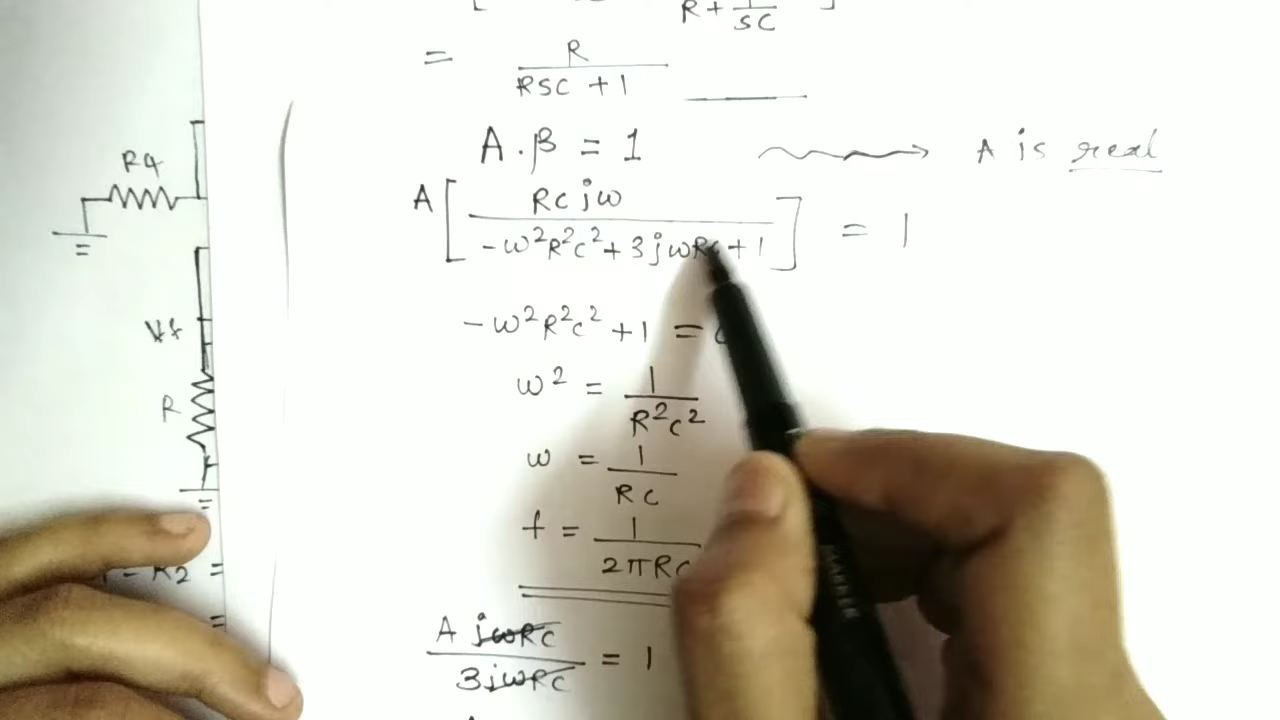 R + 1/SC
= R / RSC + 1
A · β = 1 → A is real
A [ RCjω / -ω²R²C² + 3jωRC + 1 ] = 1
-ω²R²C² + 1 =
ω² = 1 / R²C²
ω = 1 / RC
f = 1 / 2πRC
A jωRC / 3jωRC = 1
R4
Vf
R
R2 =
=